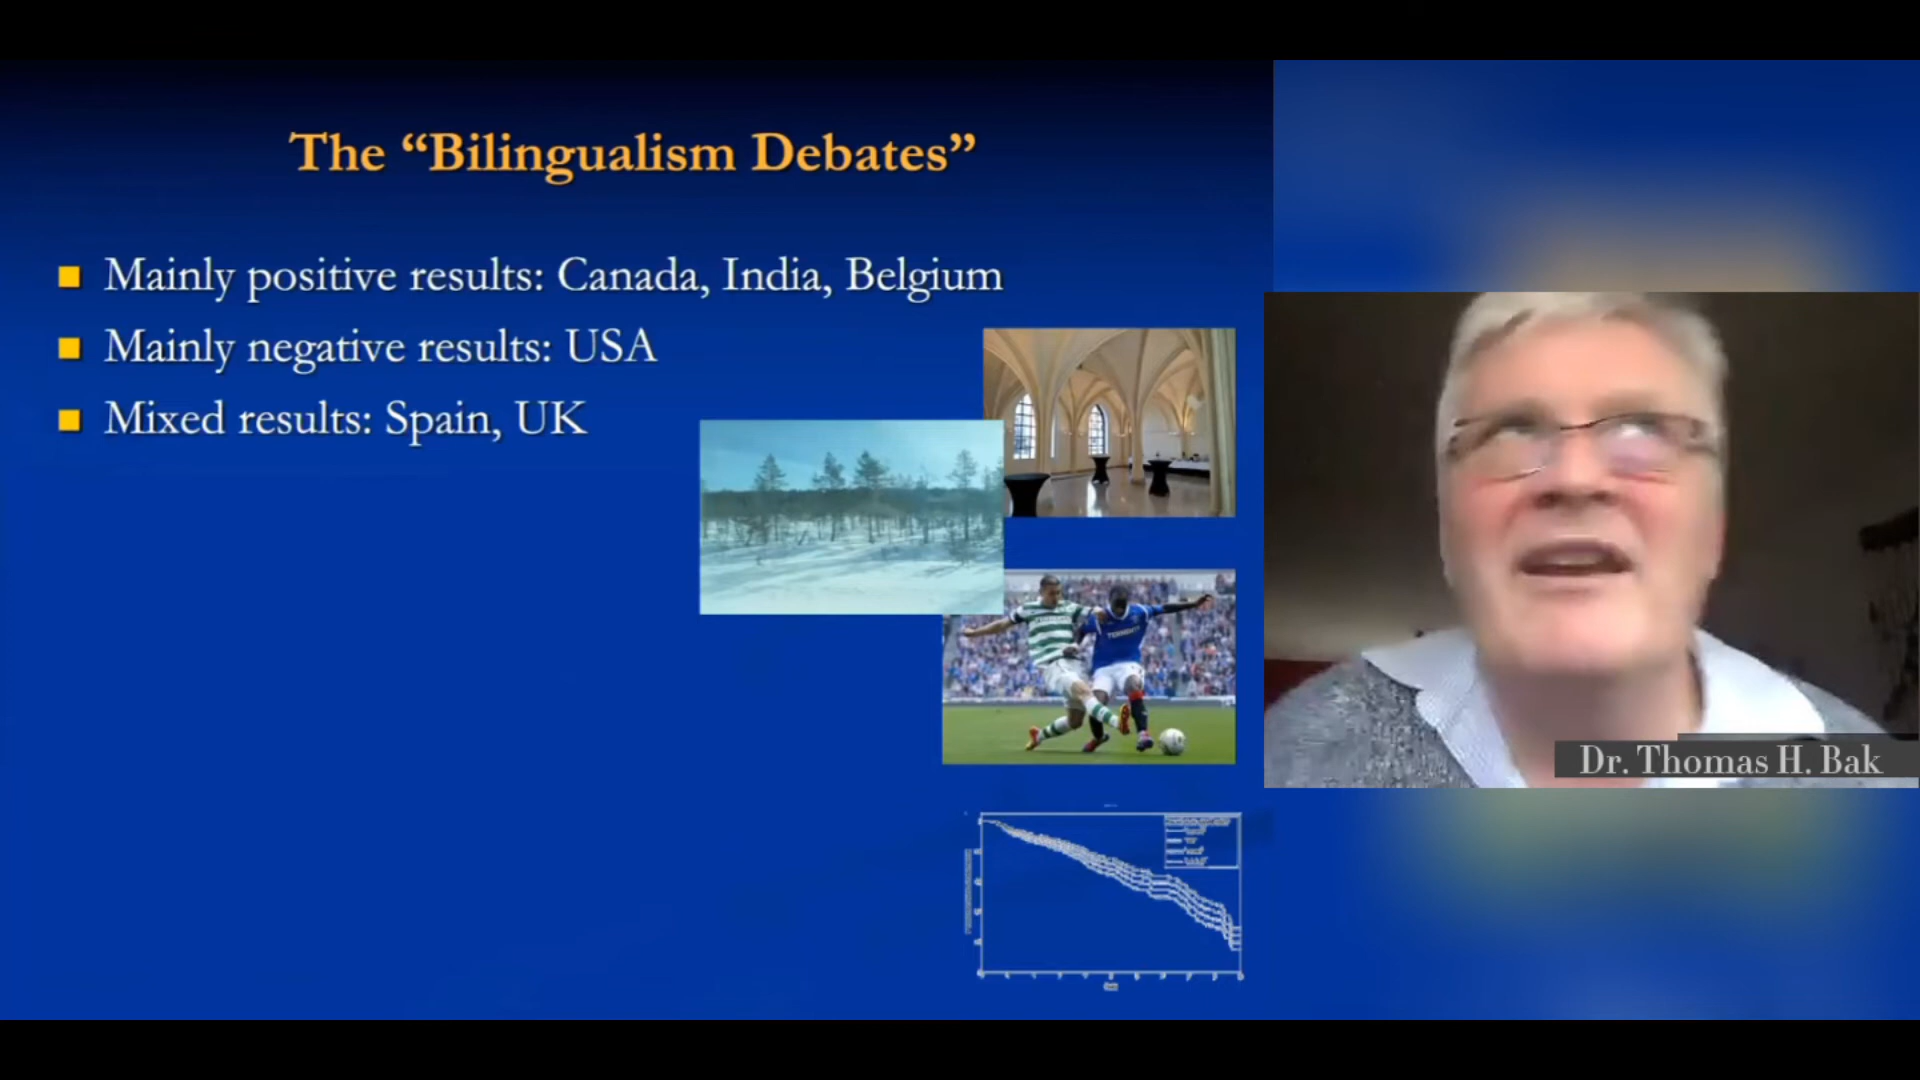 The “Bilingualism Debates”
Mainly positive results: Canada, India, Belgium
Mainly negative results: USA
Mixed results: Spain, UK
Dr. Thomas H. Bak